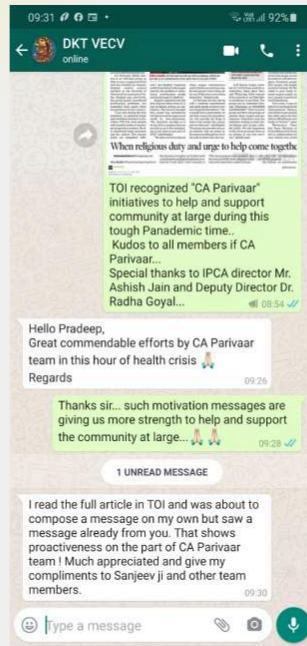 09:31
92%
DKT VECV
online
When religious duty and urge to help come togethe
TOI recognized "CA Parivaar"
initiatives to help and support
community at large during this
tough Panademic time..
Kudos to all members if CA
Parivaar...
Special thanks to IPCA director Mr.
Ashish Jain and Deputy Director Dr.
Radha Goyal...
08:54
Hello Pradeep,
Great commendable efforts by CA Parivaar
team in this hour of health crisis 🙏🏻
Regards
09:26
Thanks sir... such motivation messages are
giving us more strength to help and support
the community at large...🙏🏻 🙏🏻
09:28
1 UNREAD MESSAGE
I read the full article in TOI and was about to
compose a message on my own but saw a
message already from you. That shows
proactiveness on the part of CA Parivaar
team ! Much appreciated and give my
compliments to Sanjeev ji and other team
members.
09:30
Type a message